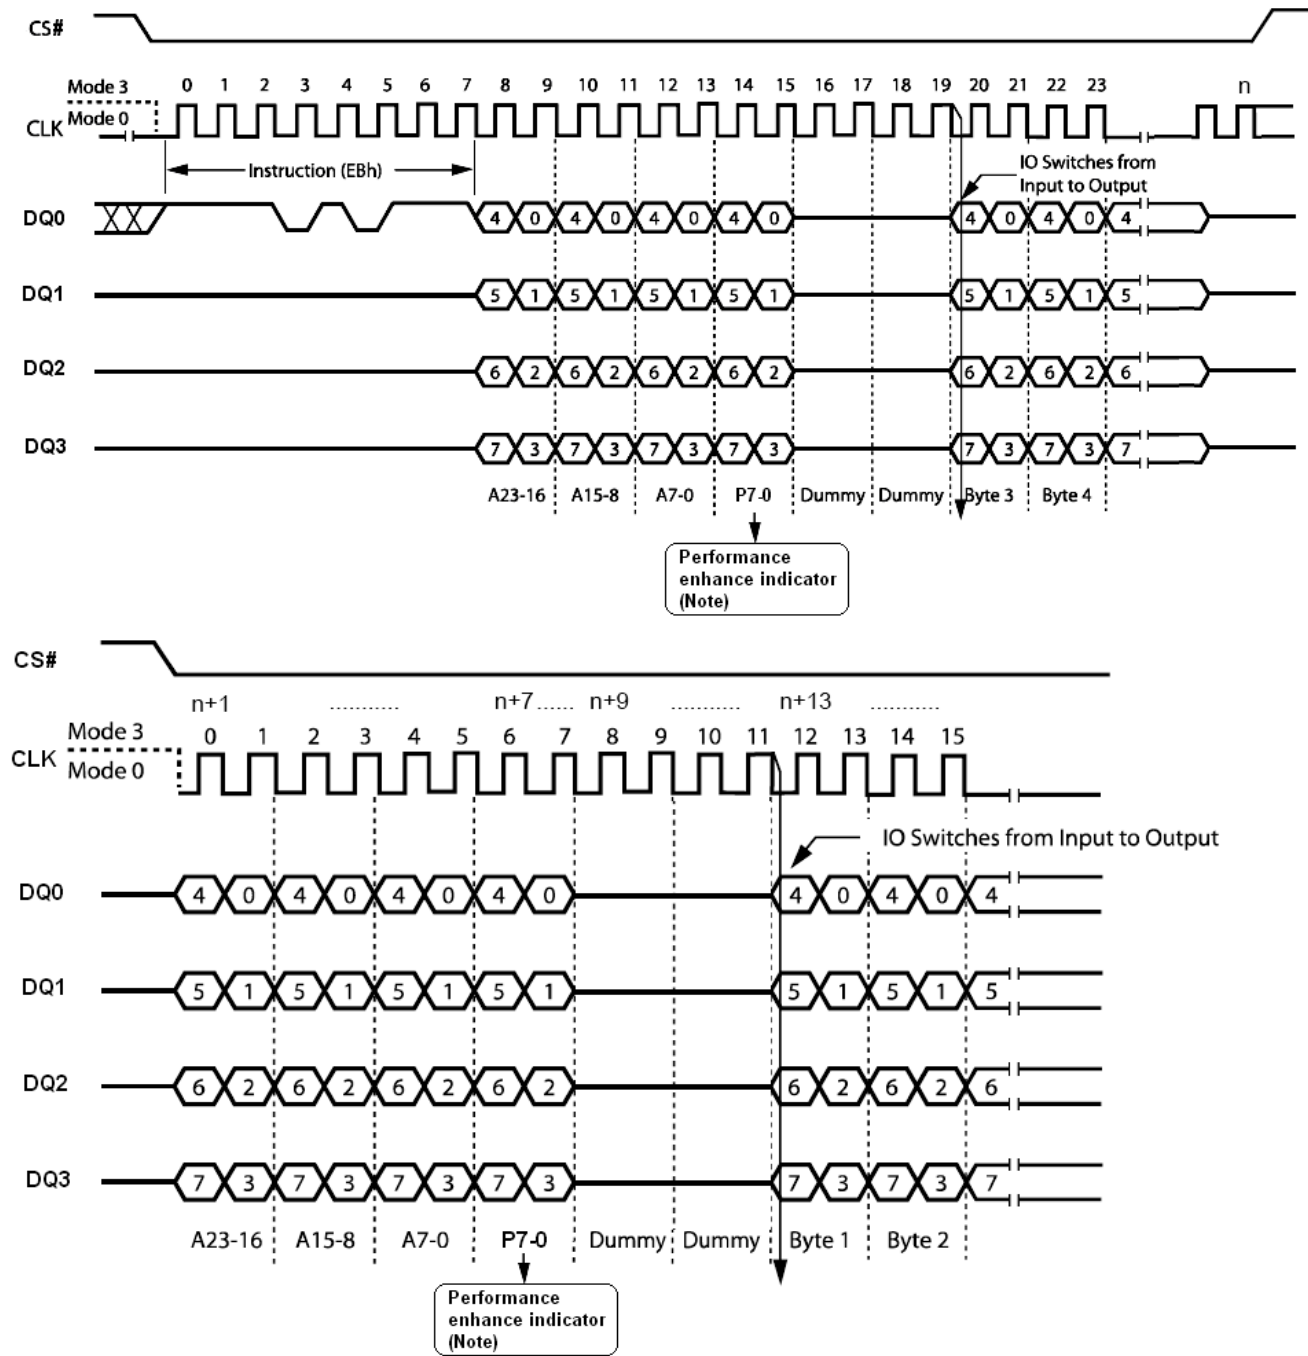 CS#
0 1 2 3 4 5 6 7 8 9 10 11 12 13 14 15 16 17 18 19 20 21 22 23 n
Mode 3
CLK Mode 0
Instruction (EBh)
IO Switches from
Input to Output
DQ0 4 0 4 0 4 0 4 0 4 0 4 0 4
DQ1 5 1 5 1 5 1 5 1 5 1 5 1 5
DQ2 6 2 6 2 6 2 6 2 6 2 6 2 6
DQ3 7 3 7 3 7 3 7 3 7 3 7 3 7
A23-16 A15-8 A7-0 P7-0 Dummy Dummy Byte 3 Byte 4
Performance
enhance indicator
(Note)
CS#
n+1 ........... n+7 ...... n+9 ........... n+13 ...........
Mode 3 0 1 2 3 4 5 6 7 8 9 10 11 12 13 14 15
CLK
Mode 0
IO Switches from Input to Output
DQ0 4 0 4 0 4 0 4 0 4 0 4 0 4
DQ1 5 1 5 1 5 1 5 1 5 1 5 1 5
DQ2 6 2 6 2 6 2 6 2 6 2 6 2 6
DQ3 7 3 7 3 7 3 7 3 7 3 7 3 7
A23-16 A15-8 A7-0 P7-0 Dummy Dummy Byte 1 Byte 2
Performance
enhance indicator
(Note)